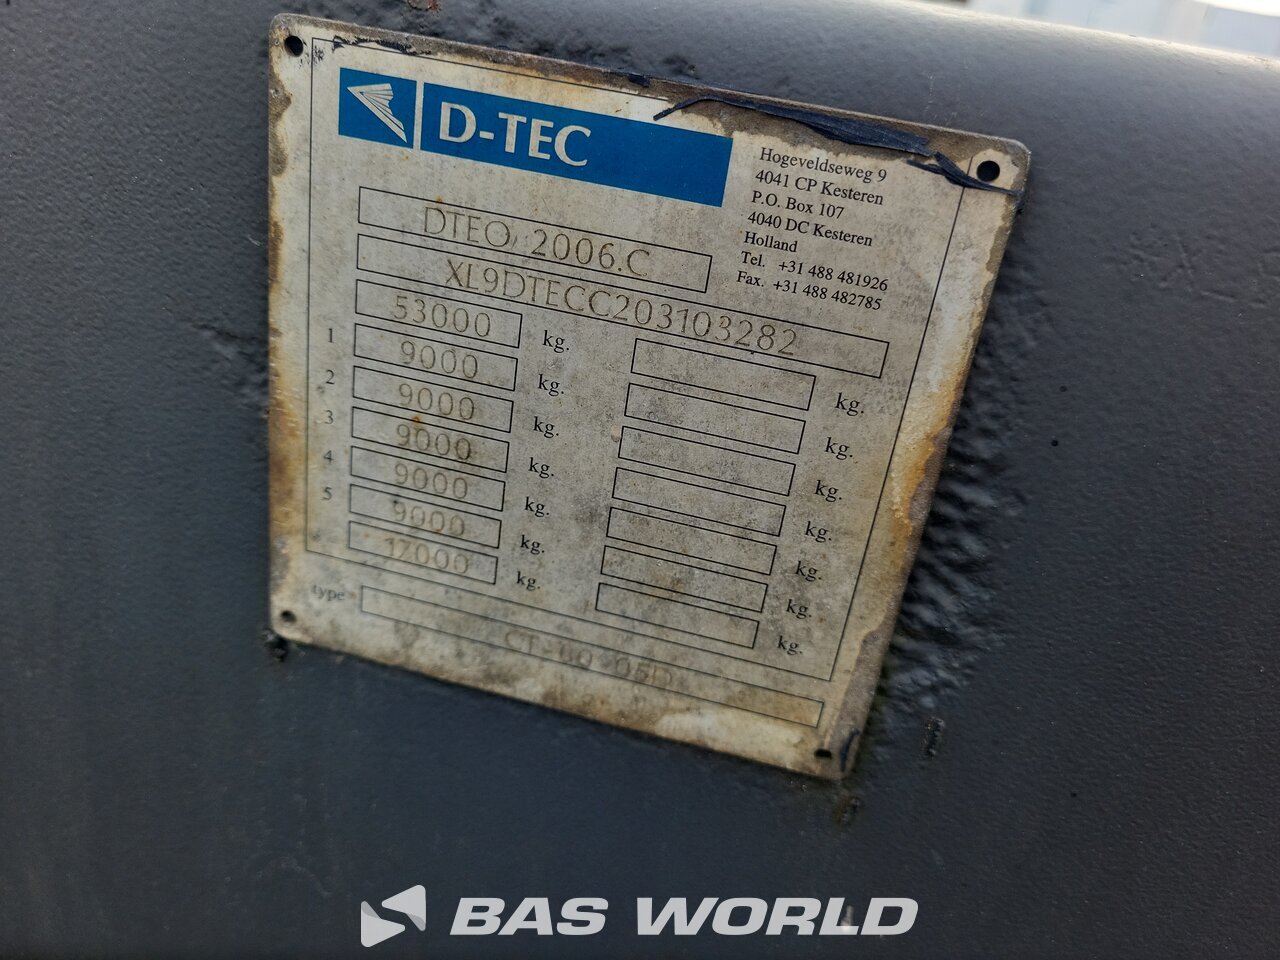 D-TEC
Hogeveldseweg 9
4041 CP Kesteren
P.O. Box 107
4040 DC Kesteren
Holland
Tel. +31 488 481926
Fax. +31 488 482785
DTEO 2006.C
XL9DTECC203103282
53000 kg. kg.
1 9000 kg. kg.
2 9000 kg. kg.
3 9000 kg. kg.
4 9000 kg. kg.
5 9000 kg. kg.
17000 kg. kg.
type
BAS WORLD